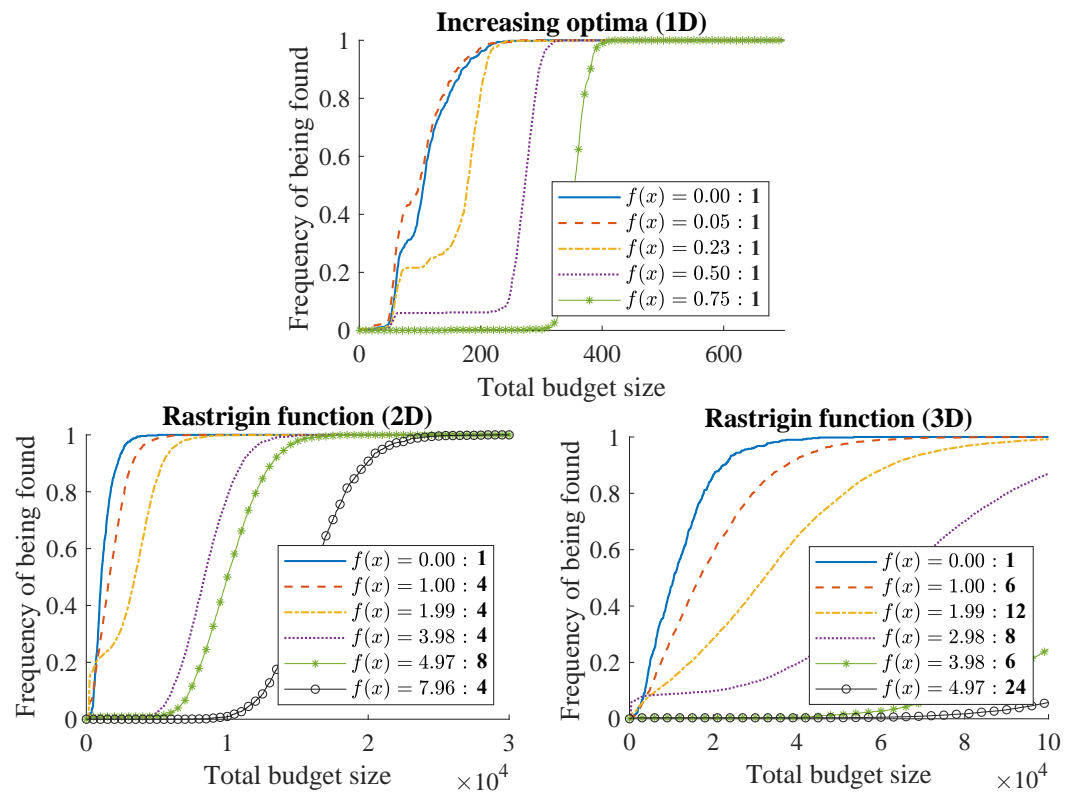 Increasing optima (1D)
Frequency of being found
1
0.8
0.6
0.4
0.2
0
f(x) = 0.00 : 1
f(x) = 0.05 : 1
f(x) = 0.23 : 1
f(x) = 0.50 : 1
f(x) = 0.75 : 1
0 200 400 600
Total budget size
Rastrigin function (2D)
Frequency of being found
1
0.8
0.6
0.4
0.2
0
f(x) = 0.00 : 1
f(x) = 1.00 : 4
f(x) = 1.99 : 4
f(x) = 3.98 : 4
f(x) = 4.97 : 8
f(x) = 7.96 : 4
0 1 2 3
Total budget size
×10⁴
Rastrigin function (3D)
Frequency of being found
1
0.8
0.6
0.4
0.2
0
f(x) = 0.00 : 1
f(x) = 1.00 : 6
f(x) = 1.99 : 12
f(x) = 2.98 : 8
f(x) = 3.98 : 6
f(x) = 4.97 : 24
0 2 4 6 8 10
Total budget size
×10⁴